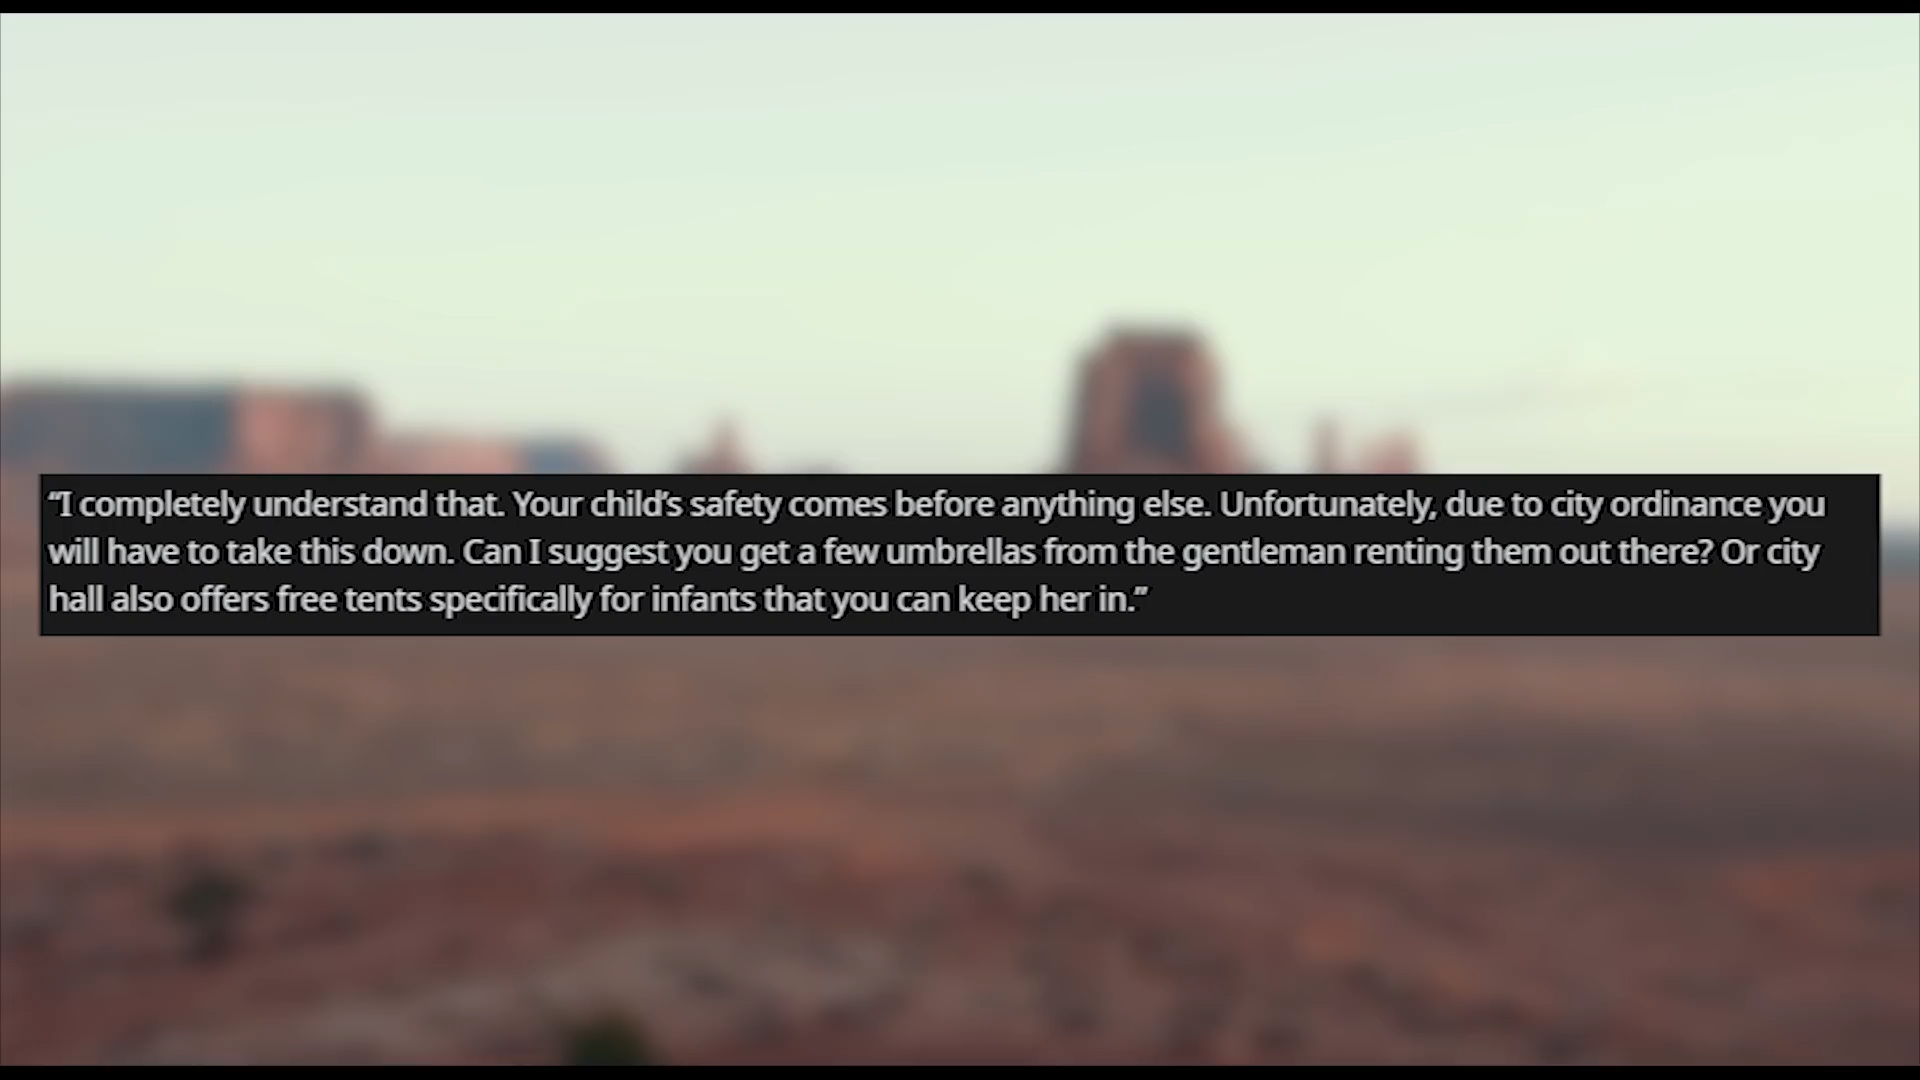 “I completely understand that. Your child’s safety comes before anything else. Unfortunately, due to city ordinance you
will have to take this down. Can I suggest you get a few umbrellas from the gentleman renting them out there? Or city
hall also offers free tents specifically for infants that you can keep her in.”